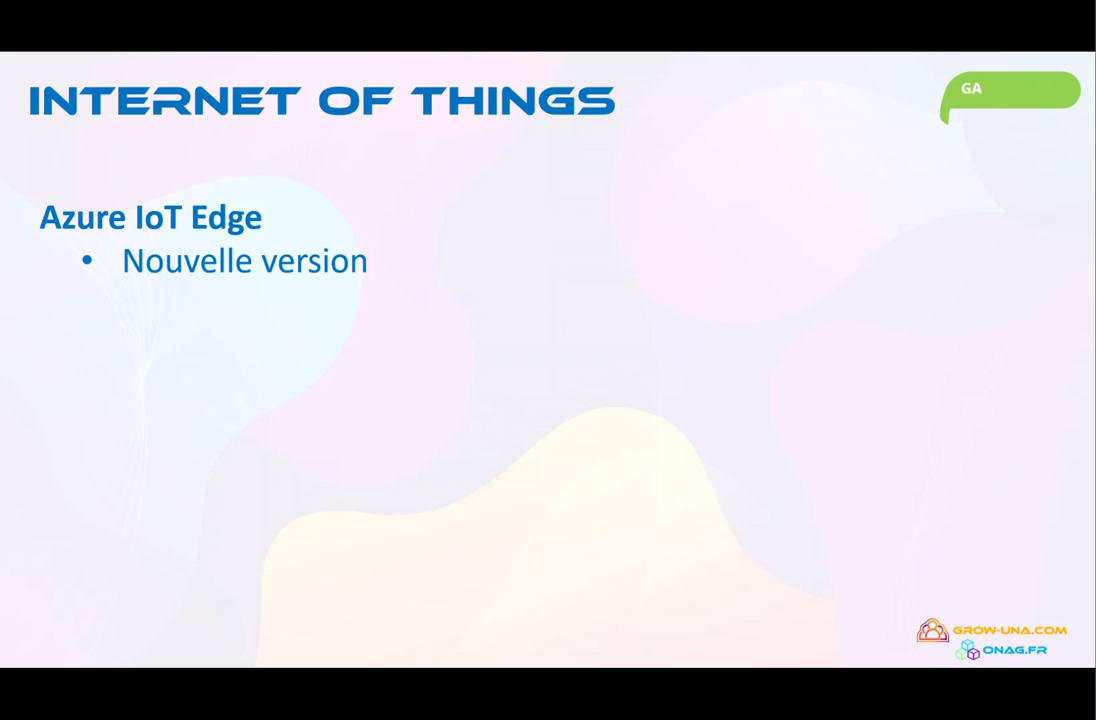 INTERNET OF THINGS
GA
Azure IoT Edge
• Nouvelle version
GROW-UNA.COM
ONAG.FR